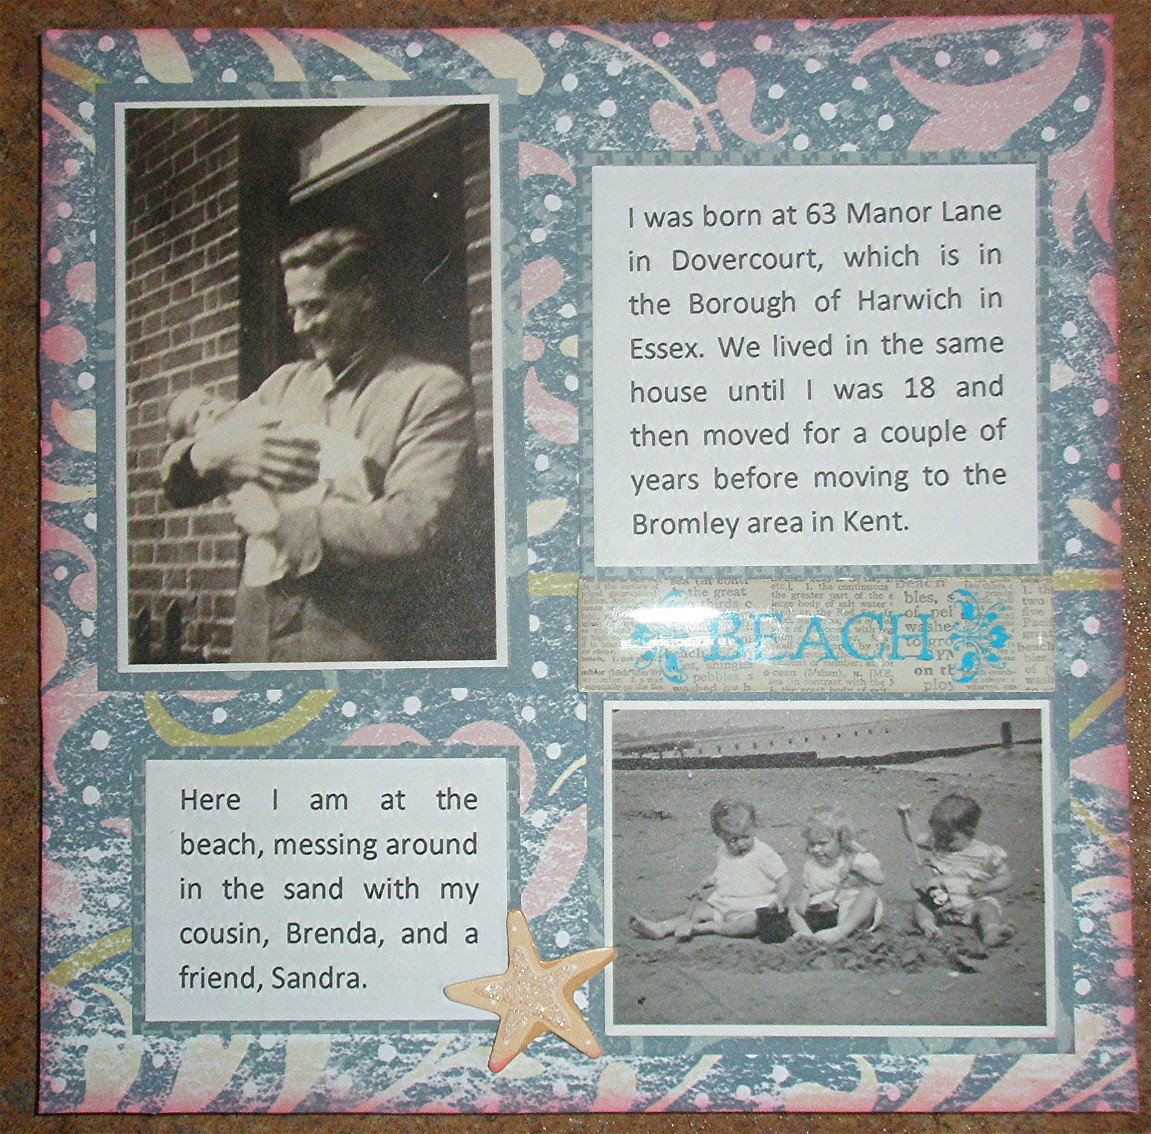 I was born at 63 Manor Lane
in Dovercourt, which is in
the Borough of Harwich in
Essex. We lived in the same
house until I was 18 and
then moved for a couple of
years before moving to the
Bromley area in Kent.
BEACH
Here I am at the
beach, messing around
in the sand with my
cousin, Brenda, and a
friend, Sandra.